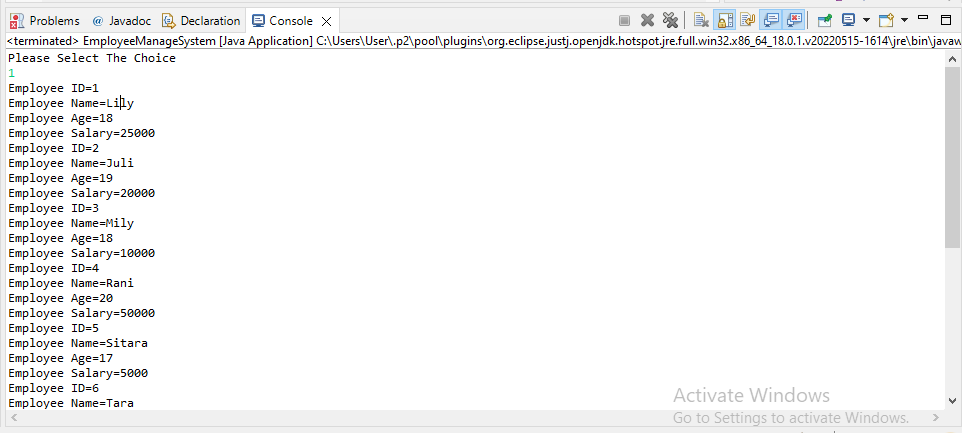 Problems @ Javadoc Declaration Console
<terminated> EmployeeManageSystem [Java Application] C:\Users\User\.p2\pool\plugins\org.eclipse.justj.openjdk.hotspot.jre.full.win32.x86_64_18.0.1.v20220515-1614\jre\bin\javaw
Please Select The Choice
1
Employee ID=1
Employee Name=Lily
Employee Age=18
Employee Salary=25000
Employee ID=2
Employee Name=Juli
Employee Age=19
Employee Salary=20000
Employee ID=3
Employee Name=Mily
Employee Age=18
Employee Salary=10000
Employee ID=4
Employee Name=Rani
Employee Age=20
Employee Salary=50000
Employee ID=5
Employee Name=Sitara
Employee Age=17
Employee Salary=5000
Employee ID=6
Employee Name=Tara
Activate Windows
Go to Settings to activate Windows.